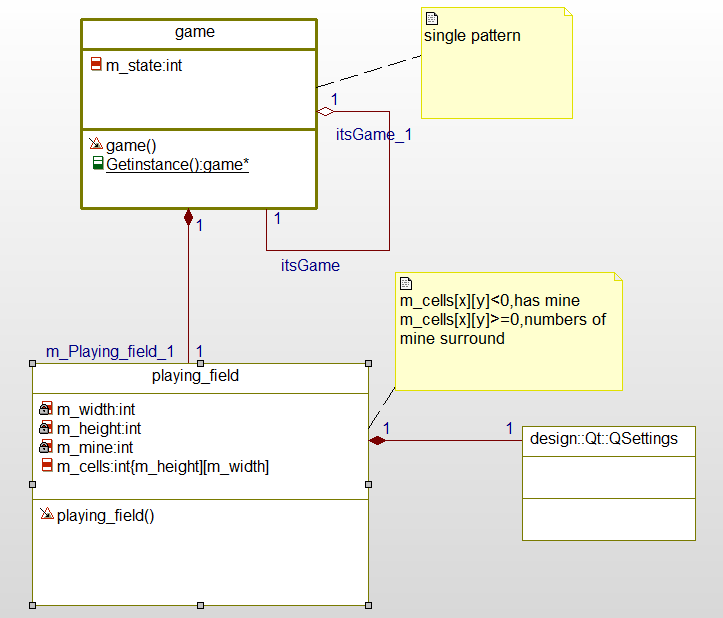 game
m_state:int
game()
Getinstance():game*
single pattern
1
itsGame_1
1
1
itsGame
m_Playing_field_1
1
playing_field
m_width:int
m_height:int
m_mine:int
m_cells:int{m_height][m_width]
playing_field()
m_cells[x][y]<0,has mine
m_cells[x][y]>=0,numbers of
mine surround
1
1
design::Qt::QSettings